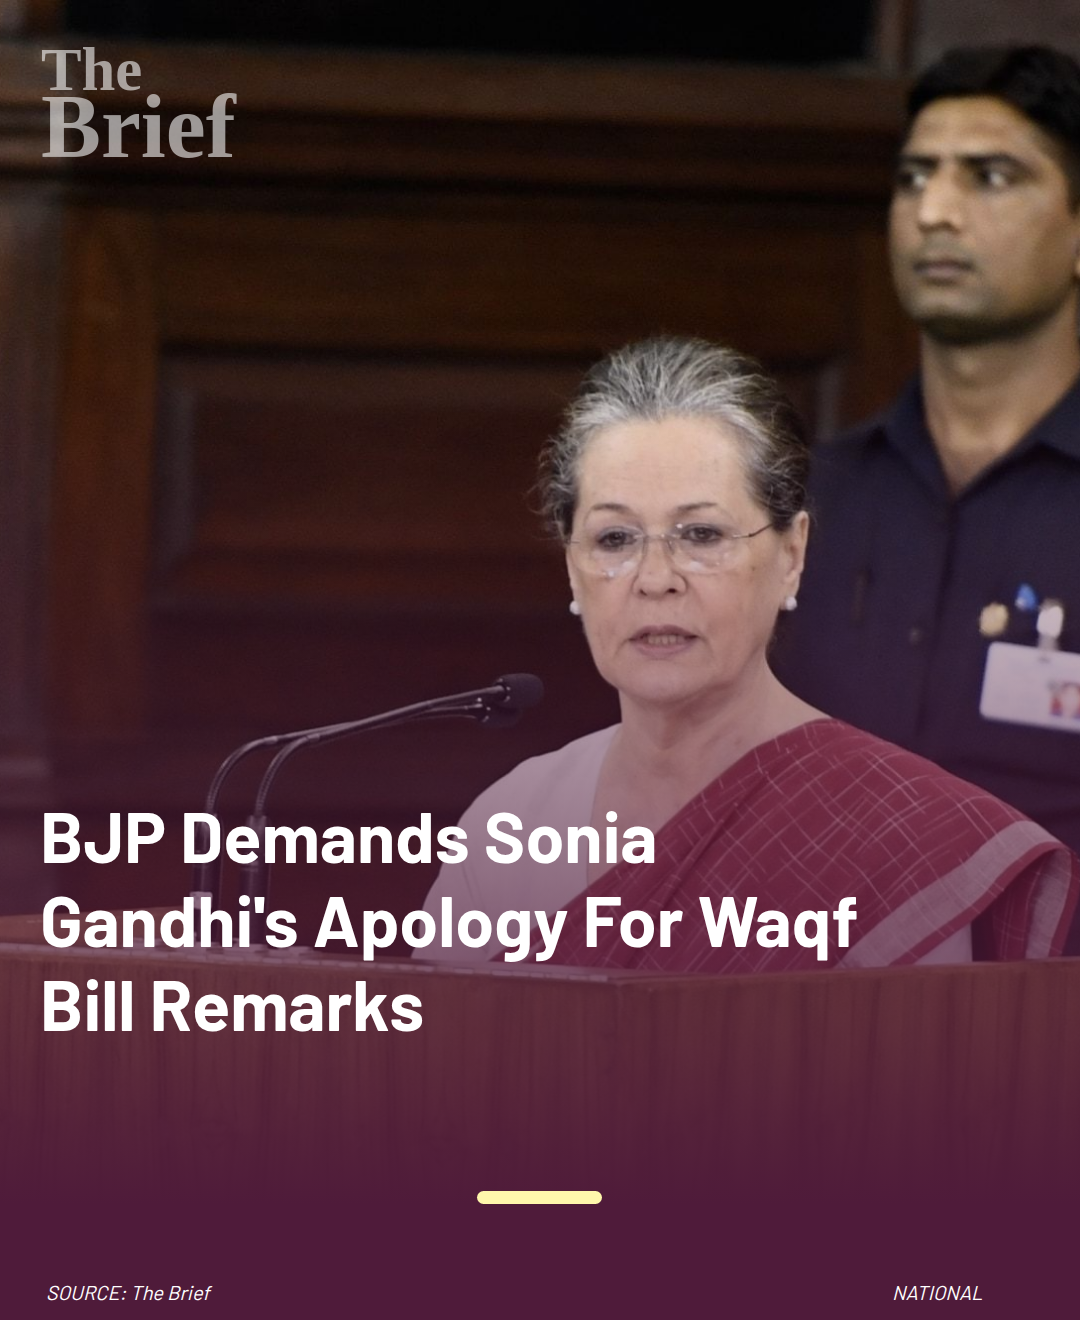 The
Brief
BJP Demands Sonia
Gandhi's Apology For Waqf
Bill Remarks
SOURCE: The Brief
NATIONAL